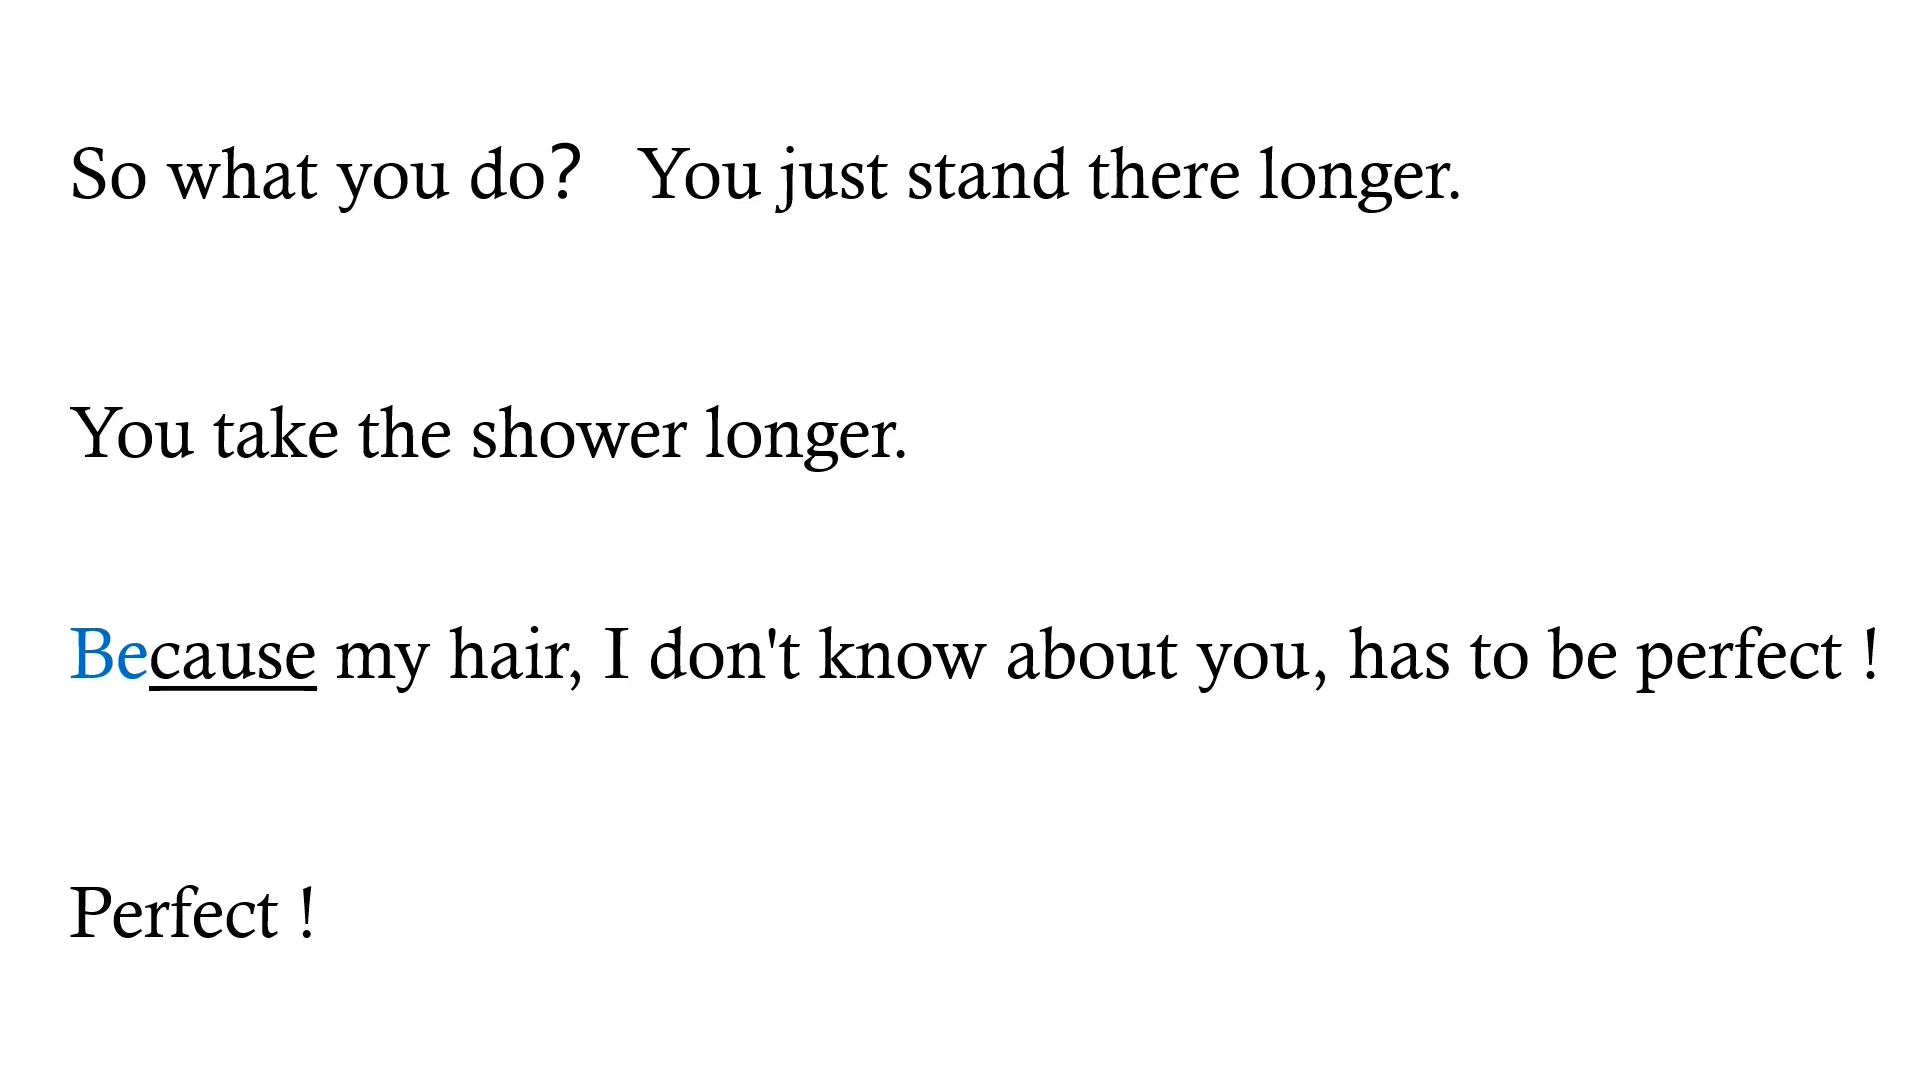 So what you do? You just stand there longer.
You take the shower longer.
Because my hair, I don't know about you, has to be perfect !
Perfect !